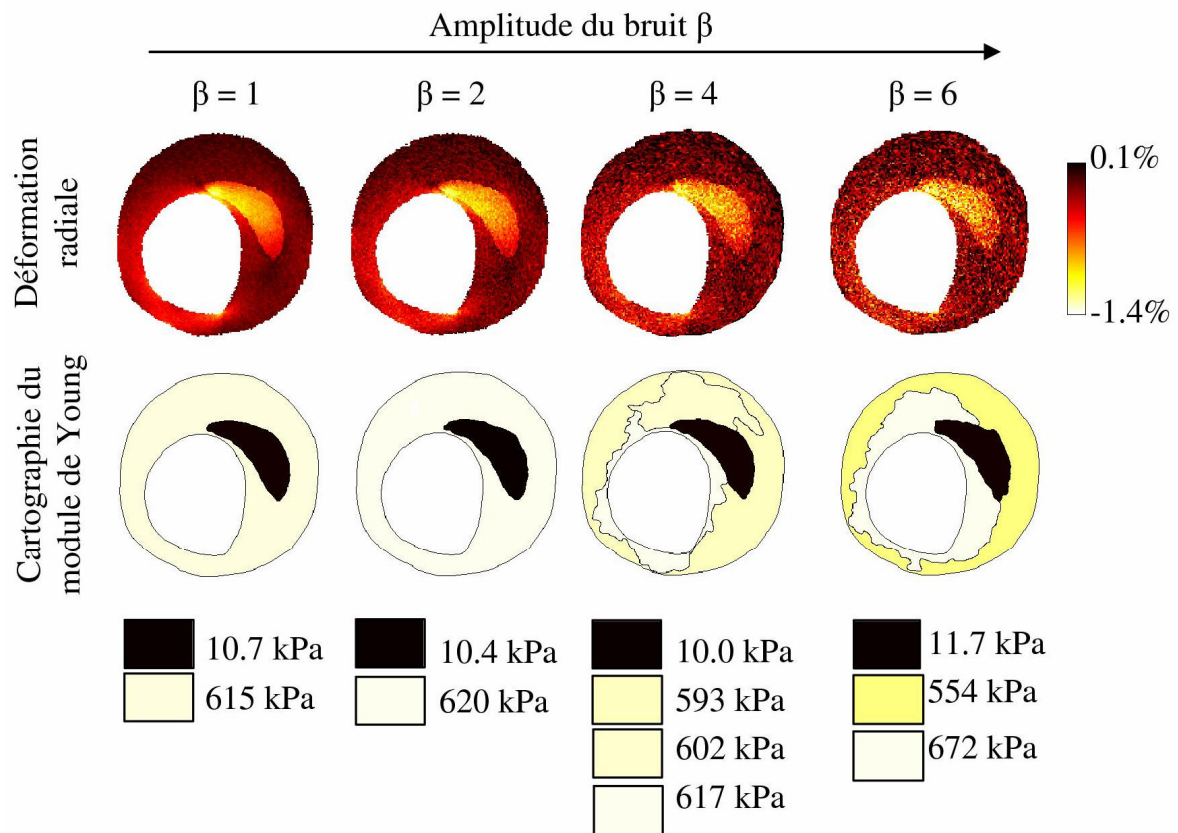 Amplitude du bruit β
β = 1
β = 2
β = 4
β = 6
Déformation
radiale
0.1%
-1.4%
Cartographie du
module de Young
10.7 kPa
615 kPa
10.4 kPa
620 kPa
10.0 kPa
593 kPa
602 kPa
617 kPa
11.7 kPa
554 kPa
672 kPa